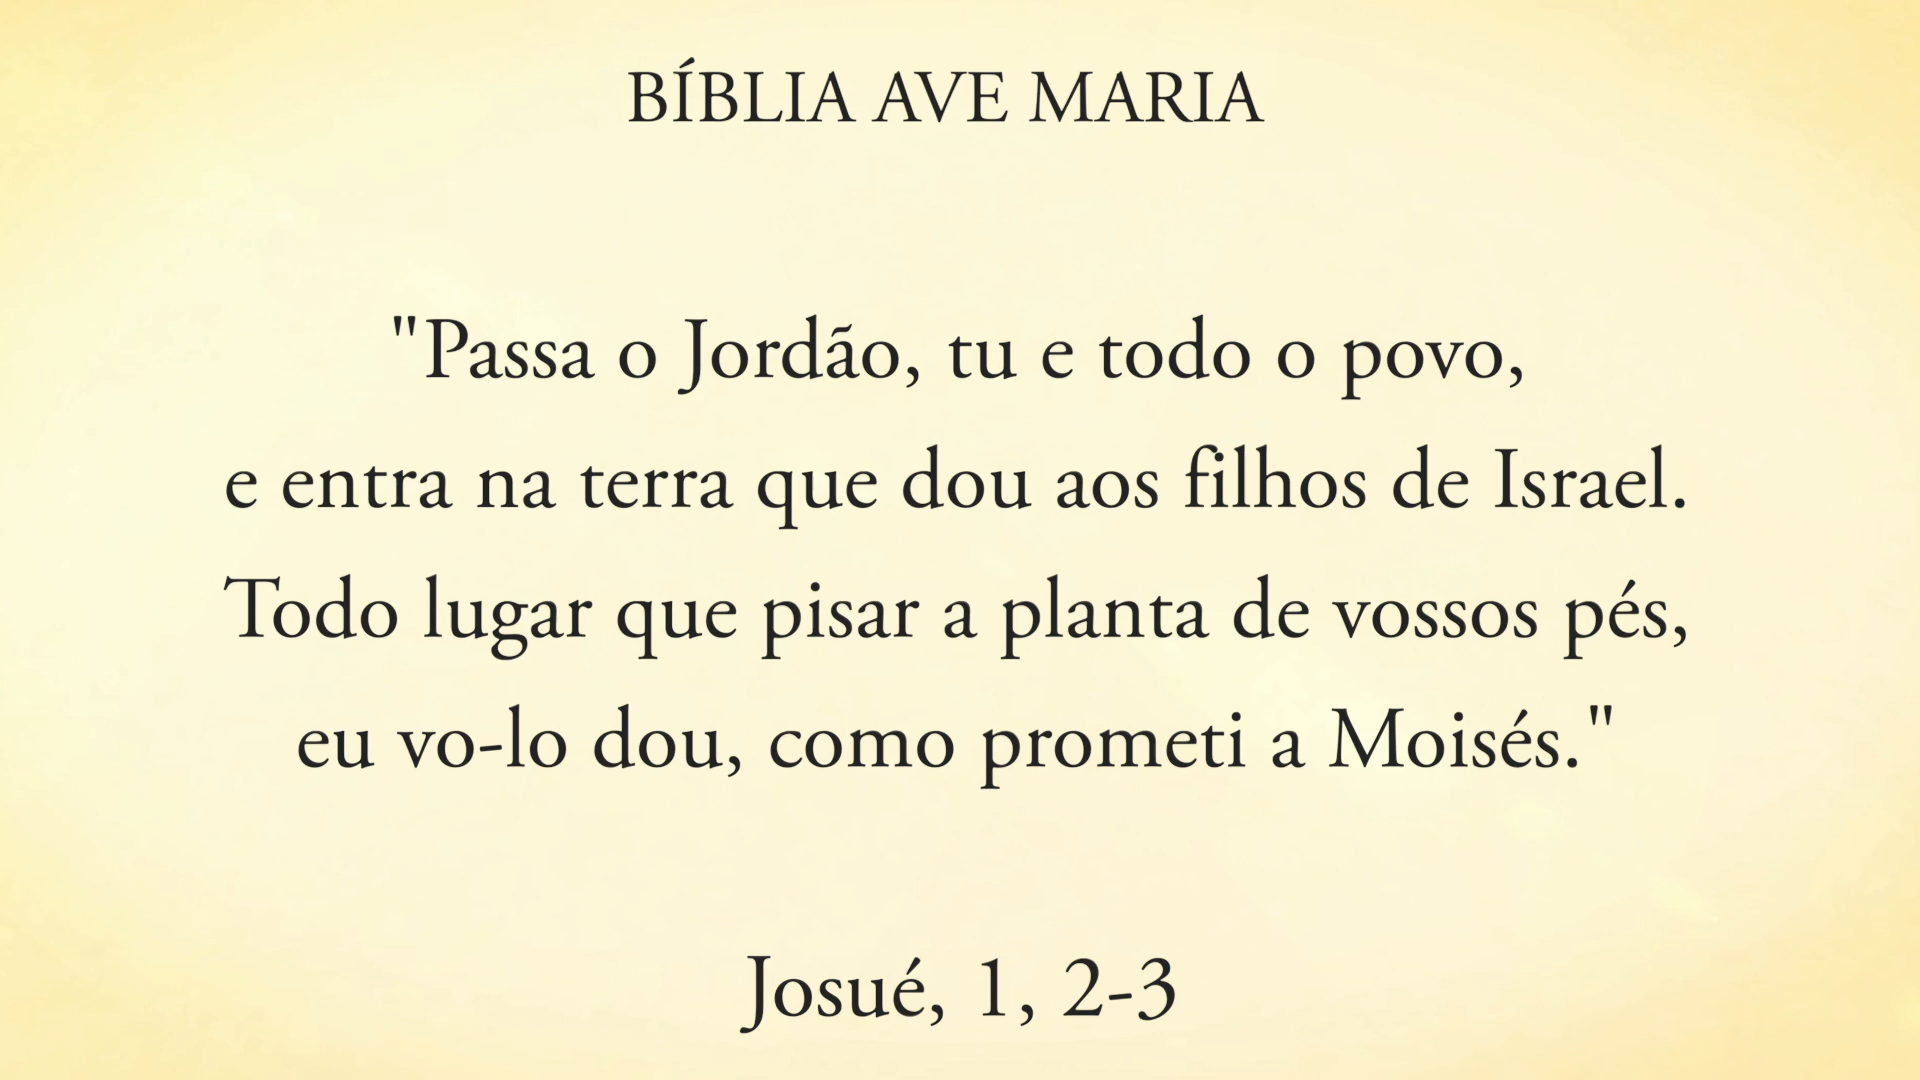 BÍBLIA AVE MARIA
"Passa o Jordão, tu e todo o povo,
e entra na terra que dou aos filhos de Israel.
Todo lugar que pisar a planta de vossos pés,
eu vo-lo dou, como prometi a Moisés."
Josué, 1, 2-3